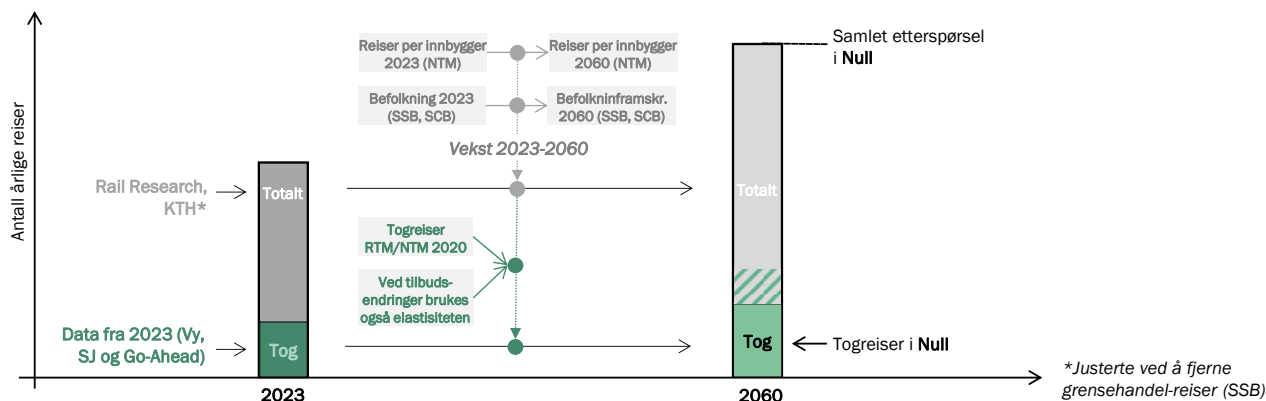 Antall årlige reiser
Reiser per innbygger
2023 (NTM)
Reiser per innbygger
2060 (NTM)
Befolkning 2023
(SSB, SCB)
Befolkninframskr.
2060 (SSB, SCB)
Vekst 2023-2060
Samlet etterspørsel
i Null
Rail Research,
KTH*
Totalt
Totalt
Togreiser
RTM/NTM 2020
Ved tilbuds-
endringer brukes
også elastisiteten
Data fra 2023 (Vy,
SJ og Go-Ahead)
Tog
Tog
Togreiser i Null
2023
2060
*Justerte ved å fjerne
grensehandel-reiser (SSB)